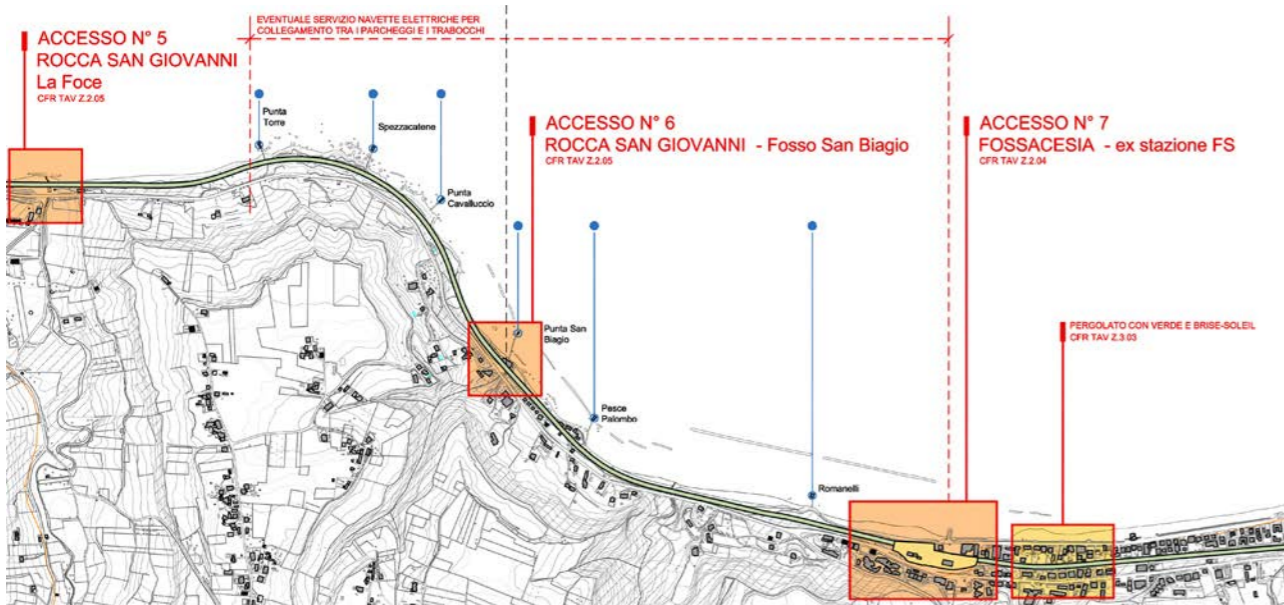 EVENTUALE SERVIZIO NAVETTE ELETTRICHE PER
COLLEGAMENTO TRA I PARCHEGGI E I TRABOCCHI
ACCESSO N° 5
ROCCA SAN GIOVANNI
La Foce
CFR TAV Z.2.05
Punta
Torre
Spezzacatene
Punta
Cavalluccio
ACCESSO N° 6
ROCCA SAN GIOVANNI - Fosso San Biagio
CFR TAV Z.2.05
ACCESSO N° 7
FOSSACESIA - ex stazione FS
CFR TAV Z.2.04
Punta San
Biagio
Pesce
Palombo
Romanelli
PERGOLATO CON VERDE E BRISE-SOLEIL
CFR TAV Z.3.03